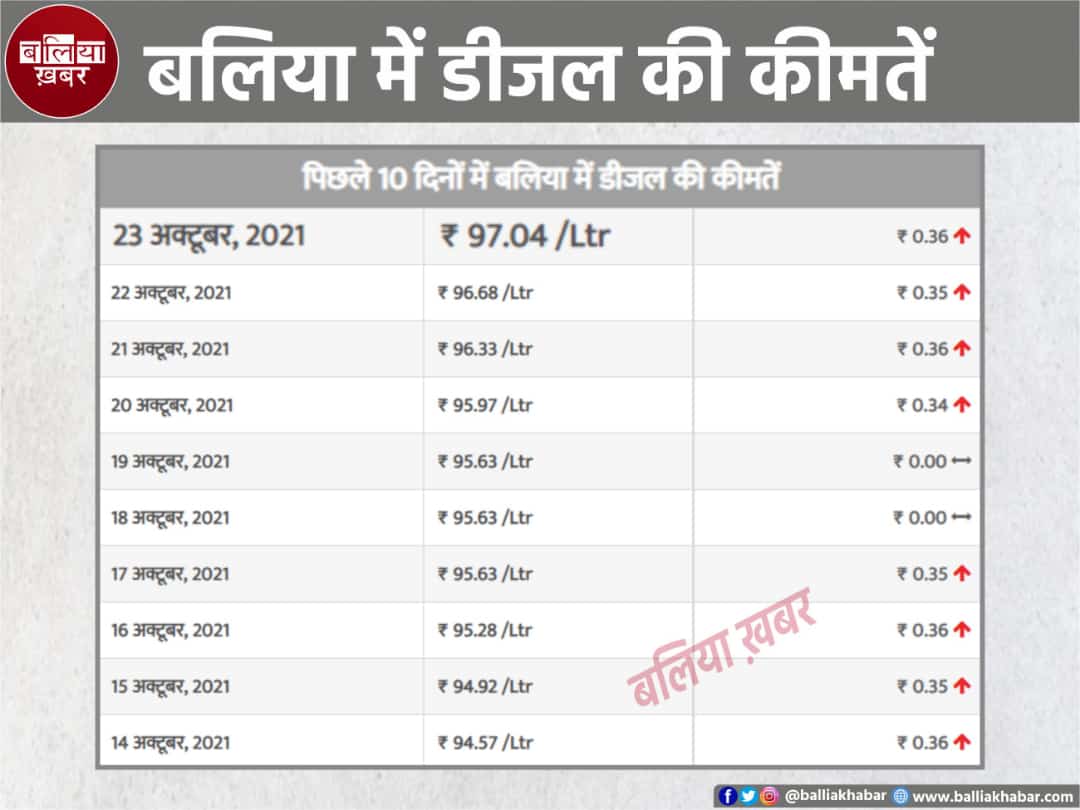 बलिया
ख़बर
बलिया में डीजल की कीमतें
पिछले 10 दिनों में बलिया में डीजल की कीमतें
23 अक्टूबर, 2021 ₹ 97.04 /Ltr ₹ 0.36
22 अक्टूबर, 2021 ₹ 96.68 /Ltr ₹ 0.35
21 अक्टूबर, 2021 ₹ 96.33 /Ltr ₹ 0.36
20 अक्टूबर, 2021 ₹ 95.97 /Ltr ₹ 0.34
19 अक्टूबर, 2021 ₹ 95.63 /Ltr ₹ 0.00
18 अक्टूबर, 2021 ₹ 95.63 /Ltr ₹ 0.00
17 अक्टूबर, 2021 ₹ 95.63 /Ltr ₹ 0.35
16 अक्टूबर, 2021 ₹ 95.28 /Ltr ₹ 0.36
15 अक्टूबर, 2021 ₹ 94.92 /Ltr ₹ 0.35
14 अक्टूबर, 2021 ₹ 94.57 /Ltr ₹ 0.36
बलिया ख़बर
@balliakhabar www.balliakhabar.com